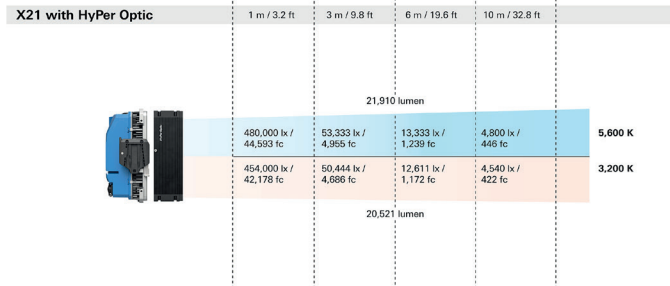 X21 with HyPer Optic
1 m / 3.2 ft
3 m / 9.8 ft
6 m / 19.6 ft
10 m / 32.8 ft
21,910 lumen
480,000 lx /
44,593 fc
53,333 lx /
4,955 fc
13,333 lx /
1,239 fc
4,800 lx /
446 fc
5,600 K
454,000 lx /
42,178 fc
50,444 lx /
4,686 fc
12,611 lx /
1,172 fc
4,540 lx /
422 fc
3,200 K
20,521 lumen